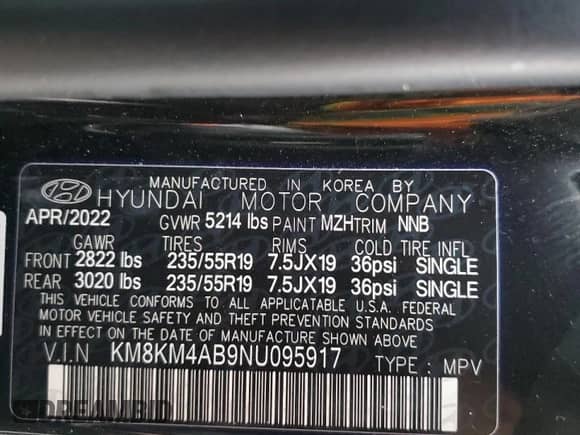 MANUFACTURED IN KOREA BY
HYUNDAI MOTOR COMPANY
APR/2022 GVWR 5214 lbs PAINT MZH TRIM NNB
GAWR TIRES RIMS COLD TIRE INFL
FRONT 2822 lbs 235/55R19 7.5JX19 36psi SINGLE
REAR 3020 lbs 235/55R19 7.5JX19 36psi SINGLE
THIS VEHICLE CONFORMS TO ALL APPLICABLE U.S.A. FEDERAL
MOTOR VEHICLE SAFETY AND THEFT PREVENTION STANDARDS
IN EFFECT ON THE DATE OF MANUFACTURE SHOWN ABOVE
V.I.N KM8KM4AB9NU095917 TYPE : MPV
DREAMBID